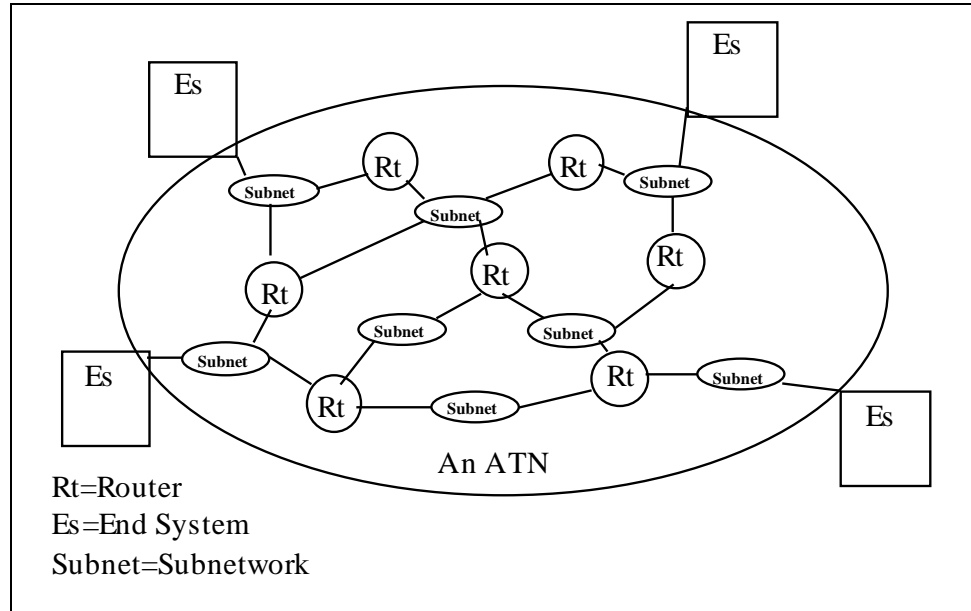 Es
Es
Rt
Rt
Subnet
Subnet
Subnet
Rt
Rt
Rt
Subnet
Subnet
Subnet
Es
Rt
Rt
Subnet
Subnet
Es
An ATN
Rt=Router
Es=End System
Subnet=Subnetwork